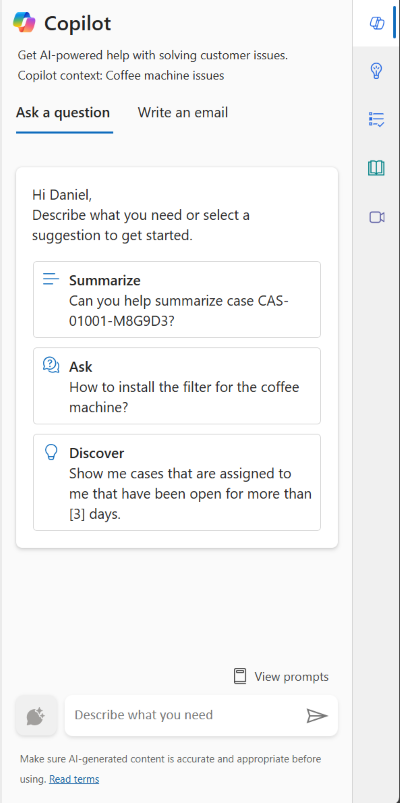 Copilot
Get AI-powered help with solving customer issues.
Copilot context: Coffee machine issues
Ask a question
Write an email
Hi Daniel,
Describe what you need or select a
suggestion to get started.
Summarize
Can you help summarize case CAS-
01001-M8G9D3?
Ask
How to install the filter for the coffee
machine?
Discover
Show me cases that are assigned to
me that have been open for more than
[3] days.
View prompts
Describe what you need
Make sure AI-generated content is accurate and appropriate before
using. Read terms